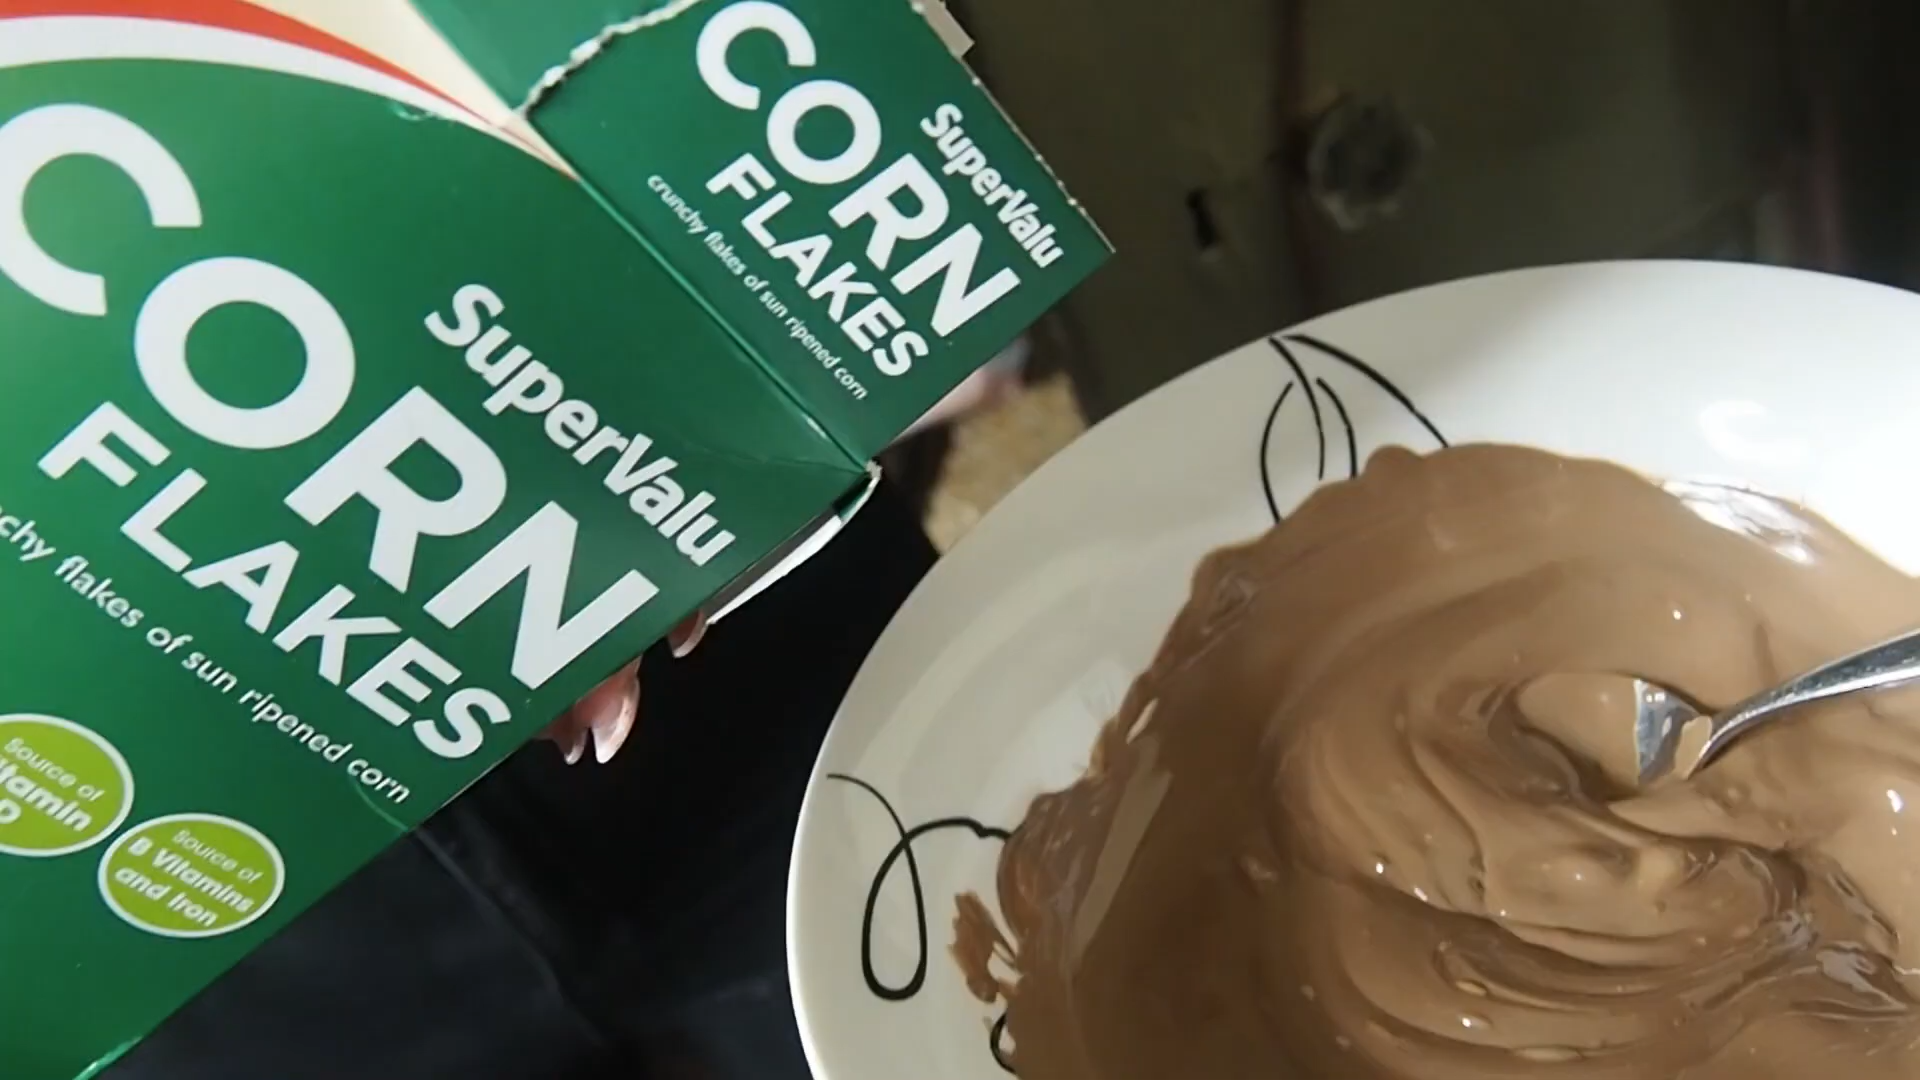 SuperValu
CORN
FLAKES
crunchy flakes of sun ripened corn
SuperValu
CORN
FLAKES
chy flakes of sun ripened corn
Source of
tamin
D
Source of
B Vitamins
and Iron